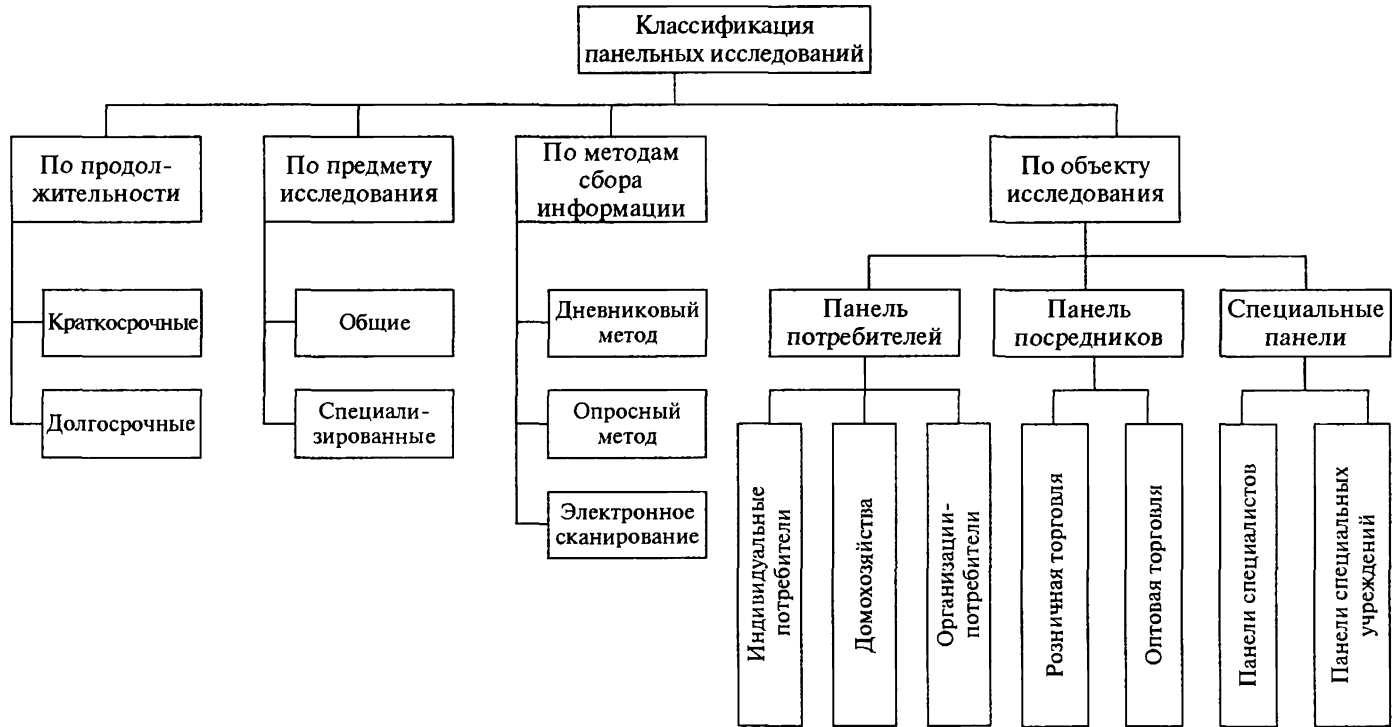 Классификация
панельных исследований
По продол-
жительности
По предмету
исследования
По методам
сбора
информации
По объекту
исследования
Краткосрочные
Долгосрочные
Общие
Специали-
зированные
Дневниковый
метод
Опросный
метод
Электронное
сканирование
Панель
потребителей
Панель
посредников
Специальные
панели
Индивидуальные
потребители
Домохозяйства
Организации-
потребители
Розничная торговля
Оптовая торговля
Панели специалистов
Панели специальных
учреждений